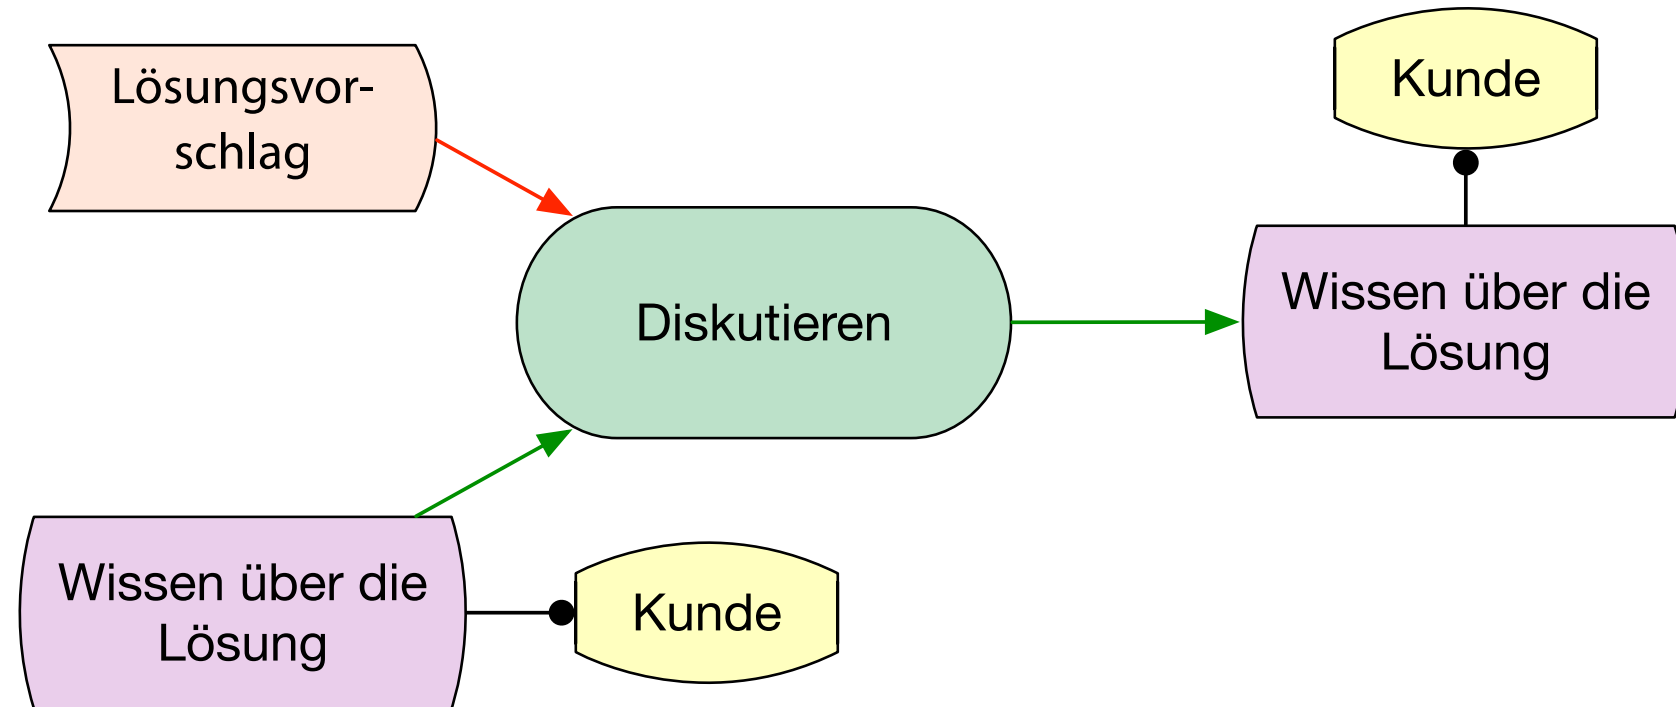 Lösungsvor-
schlag
Kunde
Diskutieren
Wissen über die
Lösung
Wissen über die
Lösung
Kunde